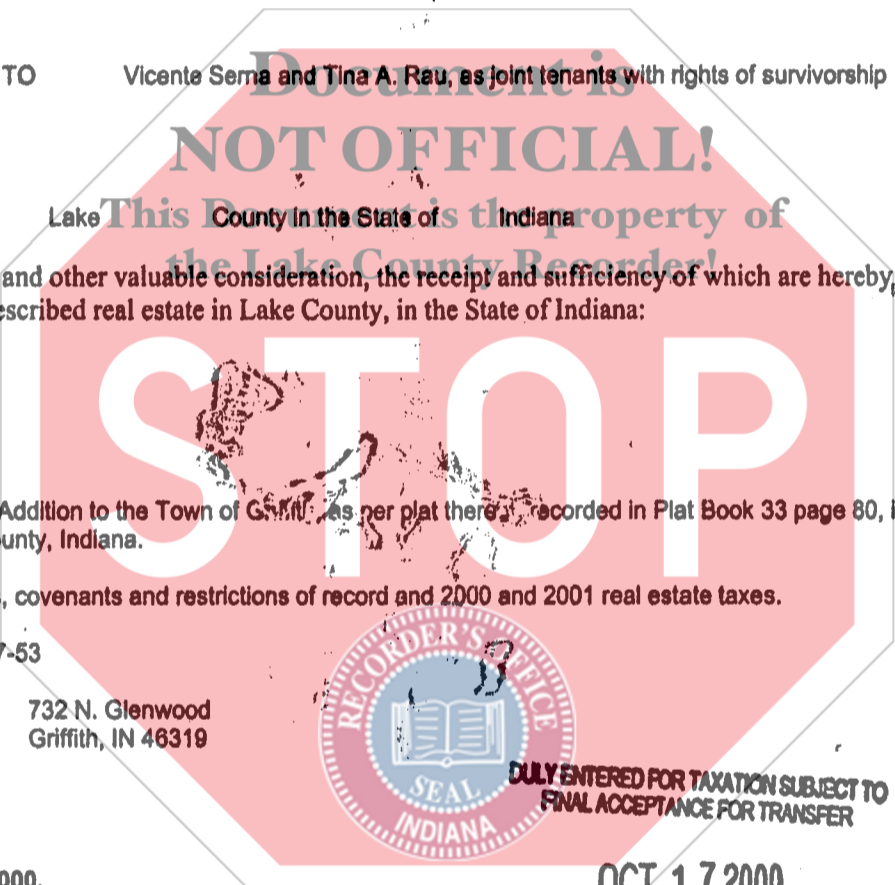 Document is
TO Vicente Serna and Tina A. Rau, as joint tenants with rights of survivorship
NOT OFFICIAL!
This Document is the property of
Lake County in the State of Indiana
the Lake County Recorder!
and other valuable consideration, the receipt and sufficiency of which are hereby
escribed real estate in Lake County, in the State of Indiana:
STOP
Addition to the Town of as per plat recorded in Plat Book 33 page 80,
unty, Indiana.
, covenants and restrictions of record and 2000 and 2001 real estate taxes.
7-53
RECORDER'S OFFICE
732 N. Glenwood
Griffith, IN 46319
SEAL
INDIANA
DULY ENTERED FOR TAXATION SUBJECT TO
FINAL ACCEPTANCE FOR TRANSFER
OCT 17 2000
000.